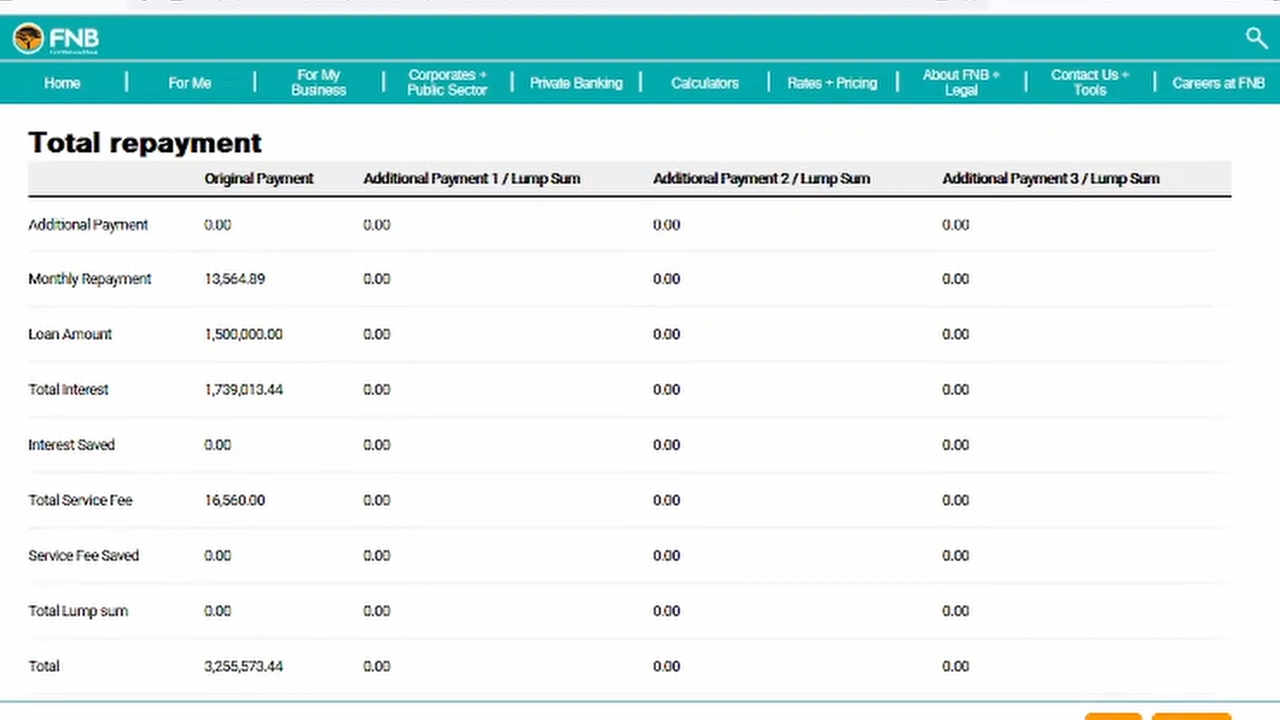 FNB
Home
For Me
For My Business
Corporates + Public Sector
Private Banking
Calculators
Rates + Pricing
About FNB + Legal
Contact Us + Tools
Careers at FNB
Total repayment
Original Payment Additional Payment 1 / Lump Sum Additional Payment 2 / Lump Sum Additional Payment 3 / Lump Sum
Additional Payment 0.00 0.00 0.00 0.00
Monthly Repayment 13,564.89 0.00 0.00 0.00
Loan Amount 1,500,000.00 0.00 0.00 0.00
Total Interest 1,739,013.44 0.00 0.00 0.00
Interest Saved 0.00 0.00 0.00 0.00
Total Service Fee 16,560.00 0.00 0.00 0.00
Service Fee Saved 0.00 0.00 0.00 0.00
Total Lump sum 0.00 0.00 0.00 0.00
Total 3,255,573.44 0.00 0.00 0.00